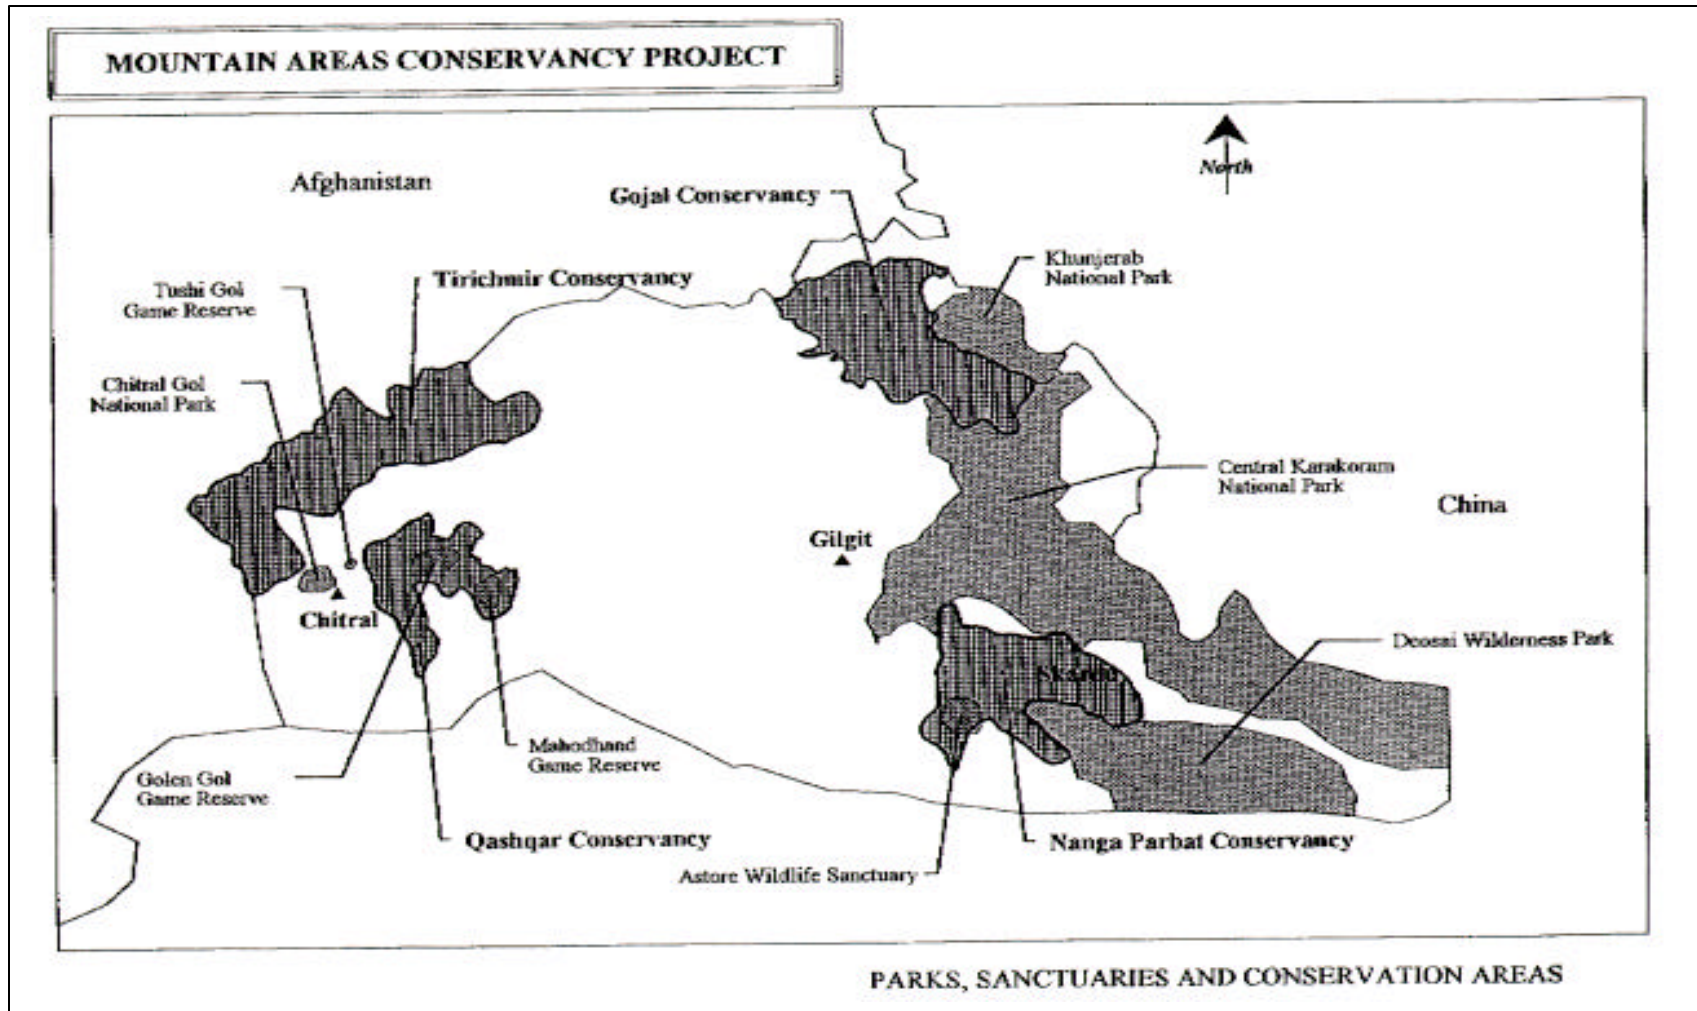 MOUNTAIN AREAS CONSERVANCY PROJECT
Afghanistan
North
Gojal Conservancy
Khunjerab
National Park
Tirichmir Conservancy
Tushi Gol
Game Reserve
Chitral Gol
National Park
Central Karakoram
National Park
China
Gilgit
Chitral
Deosai Wilderness Park
Skardu
Mahodhand
Game Reserve
Golen Gol
Game Reserve
Qashqar Conservancy
Nanga Parbat Conservancy
Astore Wildlife Sanctuary
PARKS, SANCTUARIES AND CONSERVATION AREAS